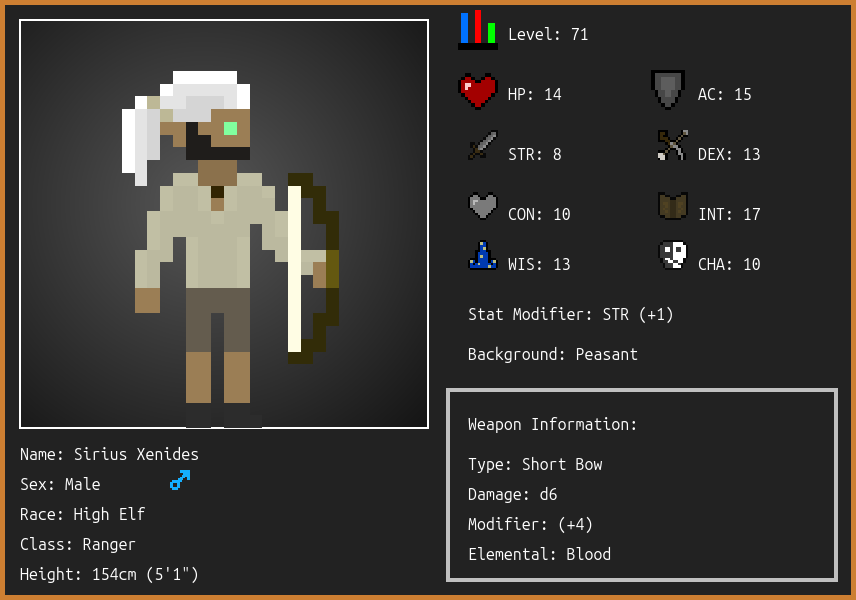 Level: 71
HP: 14
AC: 15
STR: 8
DEX: 13
CON: 10
INT: 17
WIS: 13
CHA: 10
Stat Modifier: STR (+1)
Background: Peasant
Weapon Information:
Type: Short Bow
Damage: d6
Modifier: (+4)
Elemental: Blood
Name: Sirius Xenides
Sex: Male
Race: High Elf
Class: Ranger
Height: 154cm (5'1")